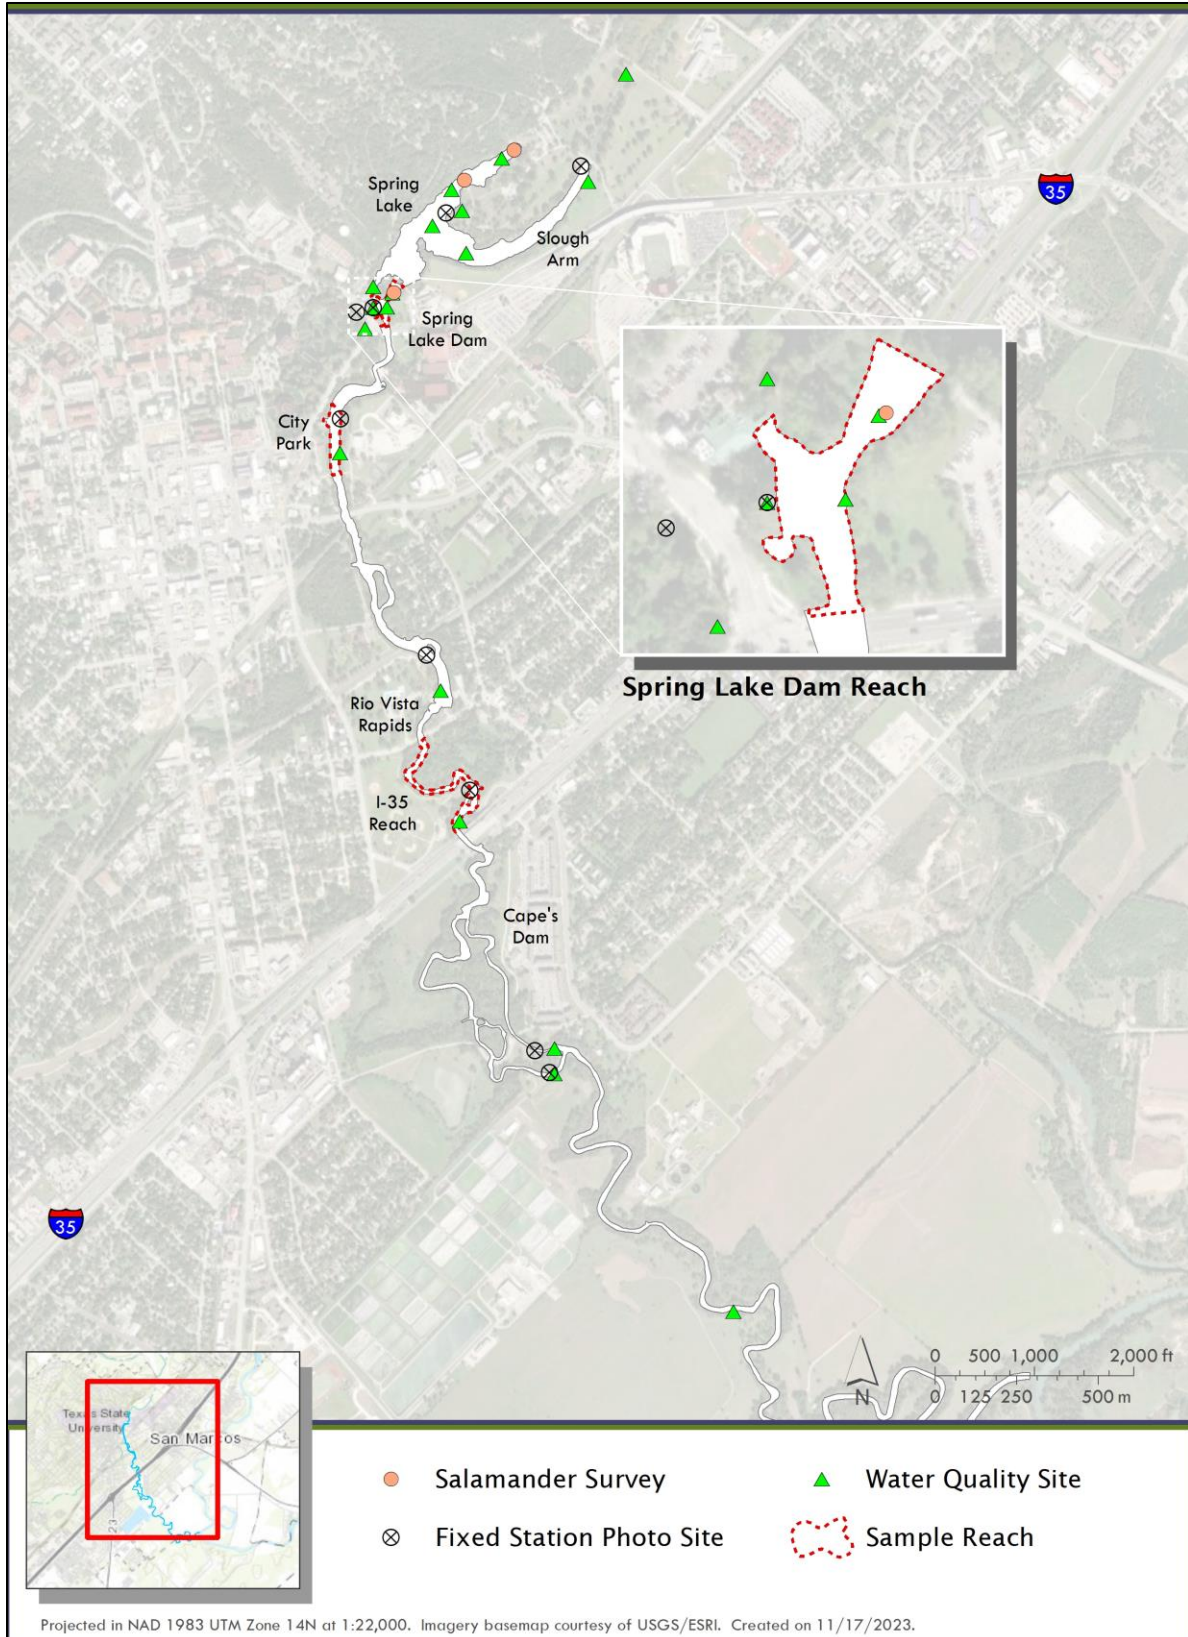 35
Spring
Lake
Slough
Arm
Spring
Lake Dam
City
Park
Spring Lake Dam Reach
Rio Vista
Rapids
I-35
Reach
Cape's
Dam
35
0 500 1,000 2,000 ft
0 125 250 500 m
N
Texas State
University
San Marcos
23
Salamander Survey
Water Quality Site
Fixed Station Photo Site
Sample Reach
Projected in NAD 1983 UTM Zone 14N at 1:22,000. Imagery basemap courtesy of USGS/ESRI. Created on 11/17/2023.